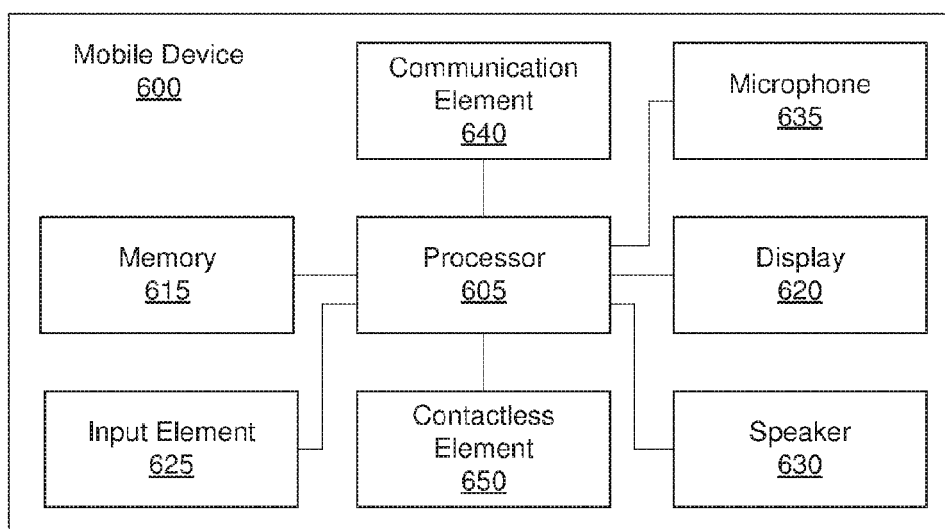 Mobile Device
600
Communication
Element
640
Microphone
635
Memory
615
Processor
605
Display
620
Input Element
625
Contactless
Element
650
Speaker
630